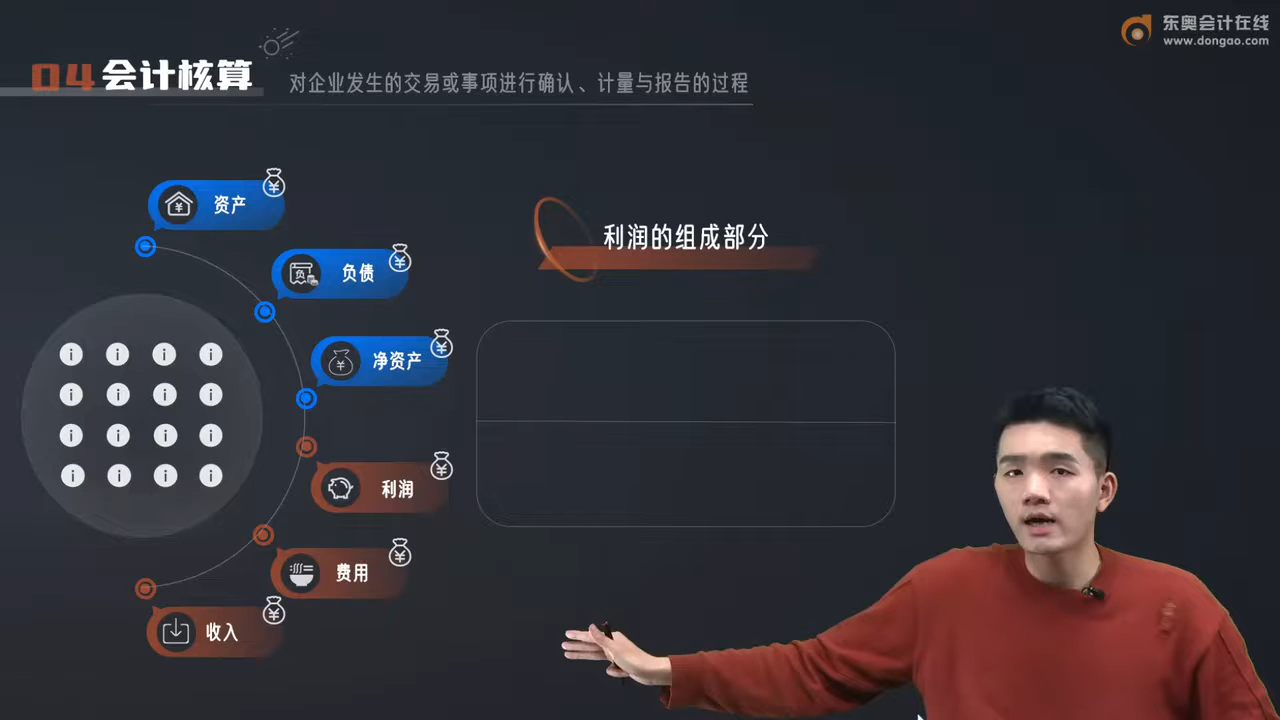 东奥会计在线
www.dongao.com
04会计核算
对企业发生的交易或事项进行确认、计量与报告的过程
资产
负债
净资产
利润
费用
收入
利润的组成部分